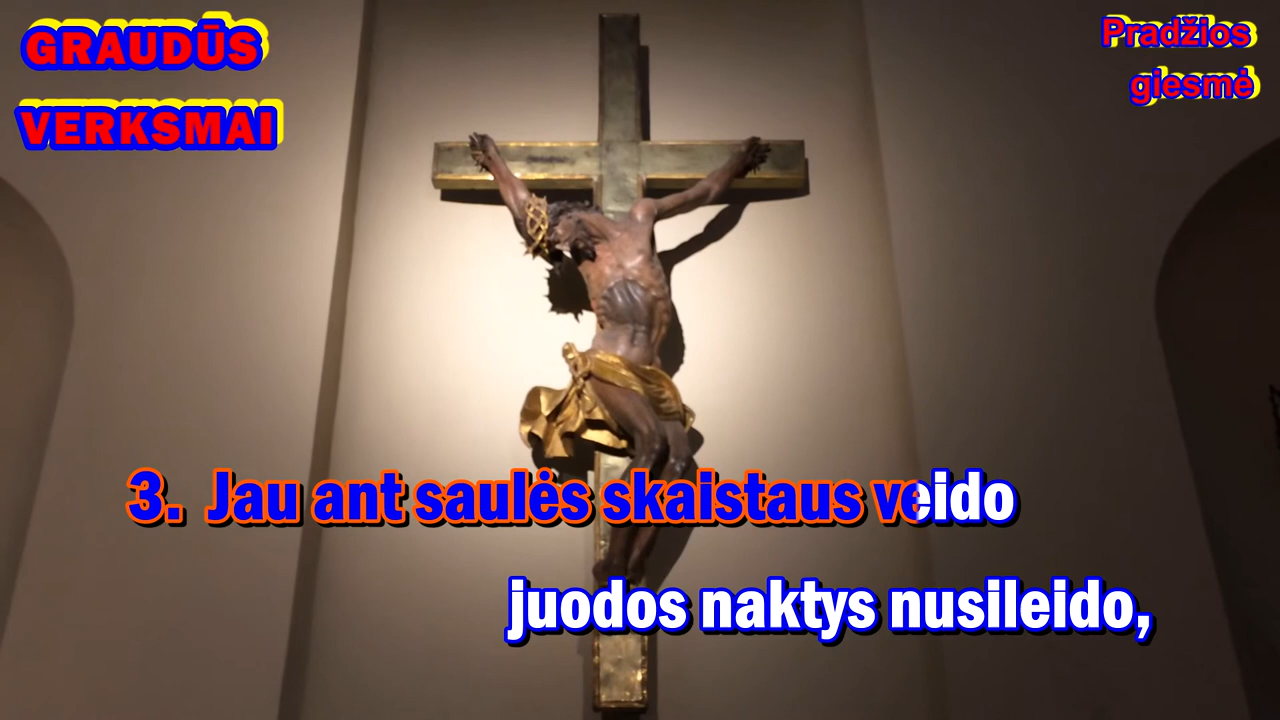 GRAUDŪS
VERKSMAI
Pradžios
giesmė
3. Jau ant saulės skaistaus veido
juodos naktys nusileido,